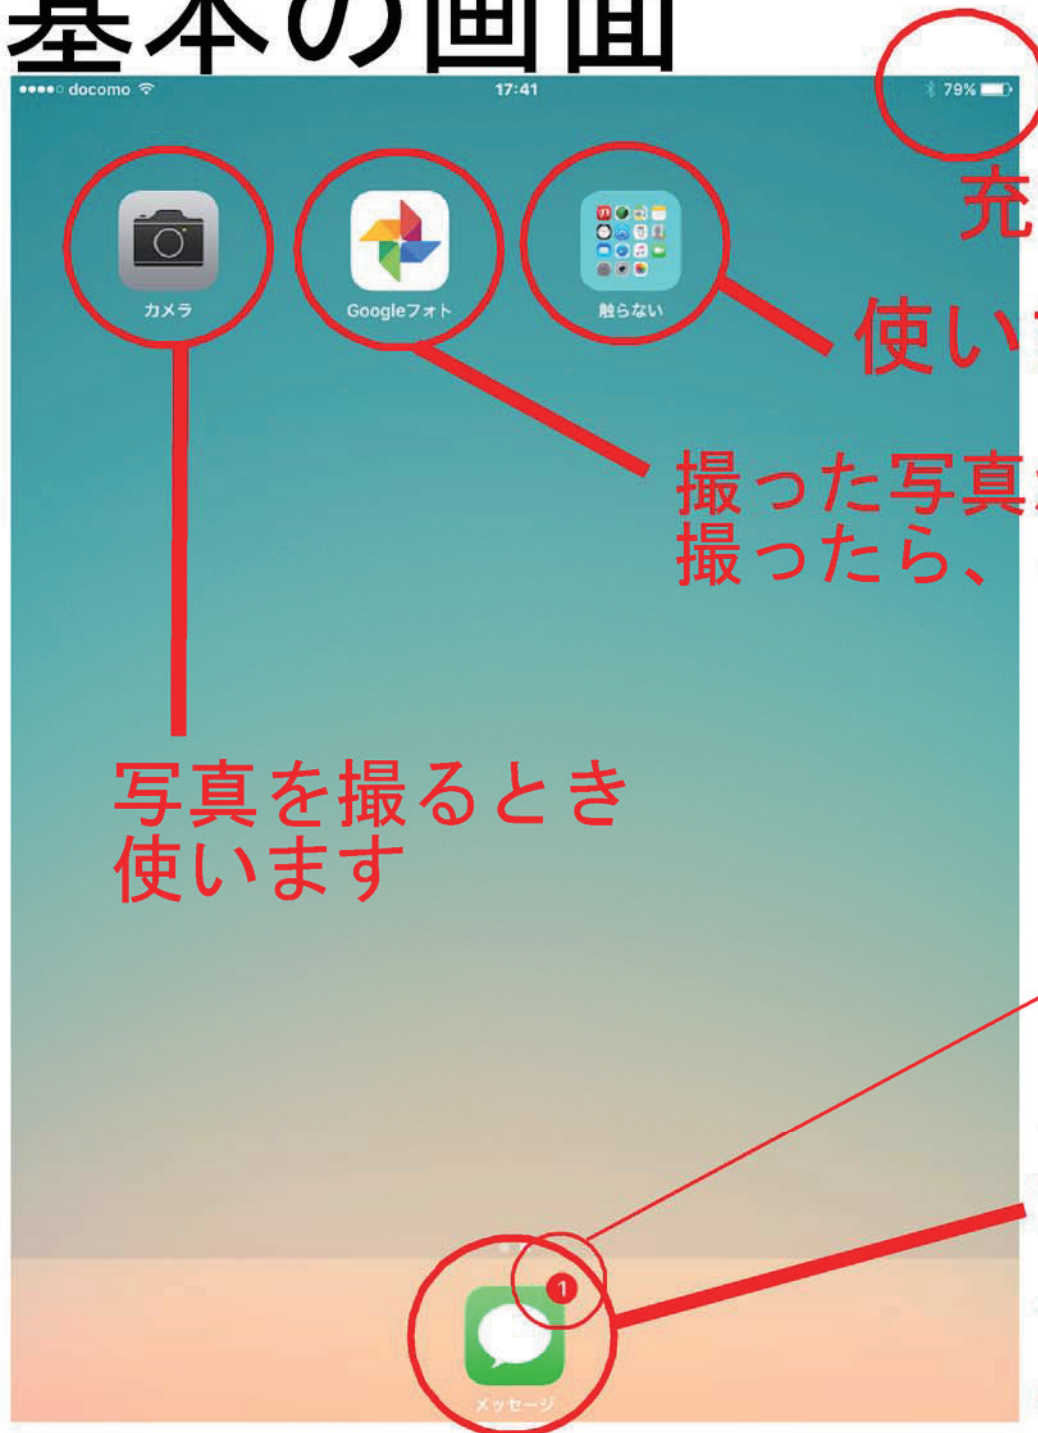 基本の画面
docomo
17:41
79%
カメラ
Googleフォト
触らない
充
使い
撮った写真
撮ったら、
写真を撮るとき
使います
1
メッセージ